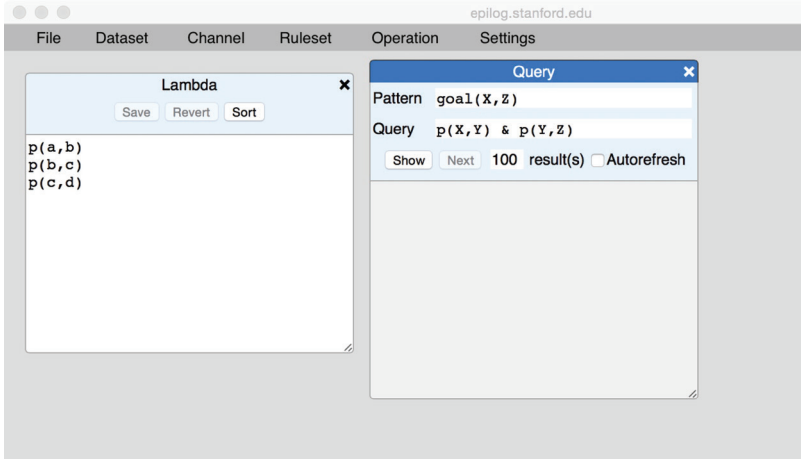 epilog.stanford.edu
File Dataset Channel Ruleset Operation Settings
Lambda
Save Revert Sort
p(a,b)
p(b,c)
p(c,d)
Query
Pattern goal(X,Z)
Query p(X,Y) & p(Y,Z)
Show Next 100 result(s) Autorefresh